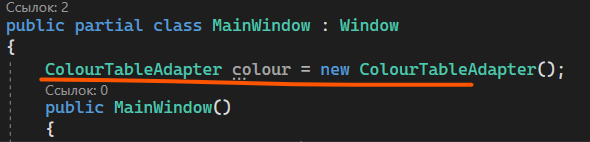 Ссылок: 2
public partial class MainWindow : Window
{
ColourTableAdapter colour = new ColourTableAdapter();
Ссылок: 0
public MainWindow()
{